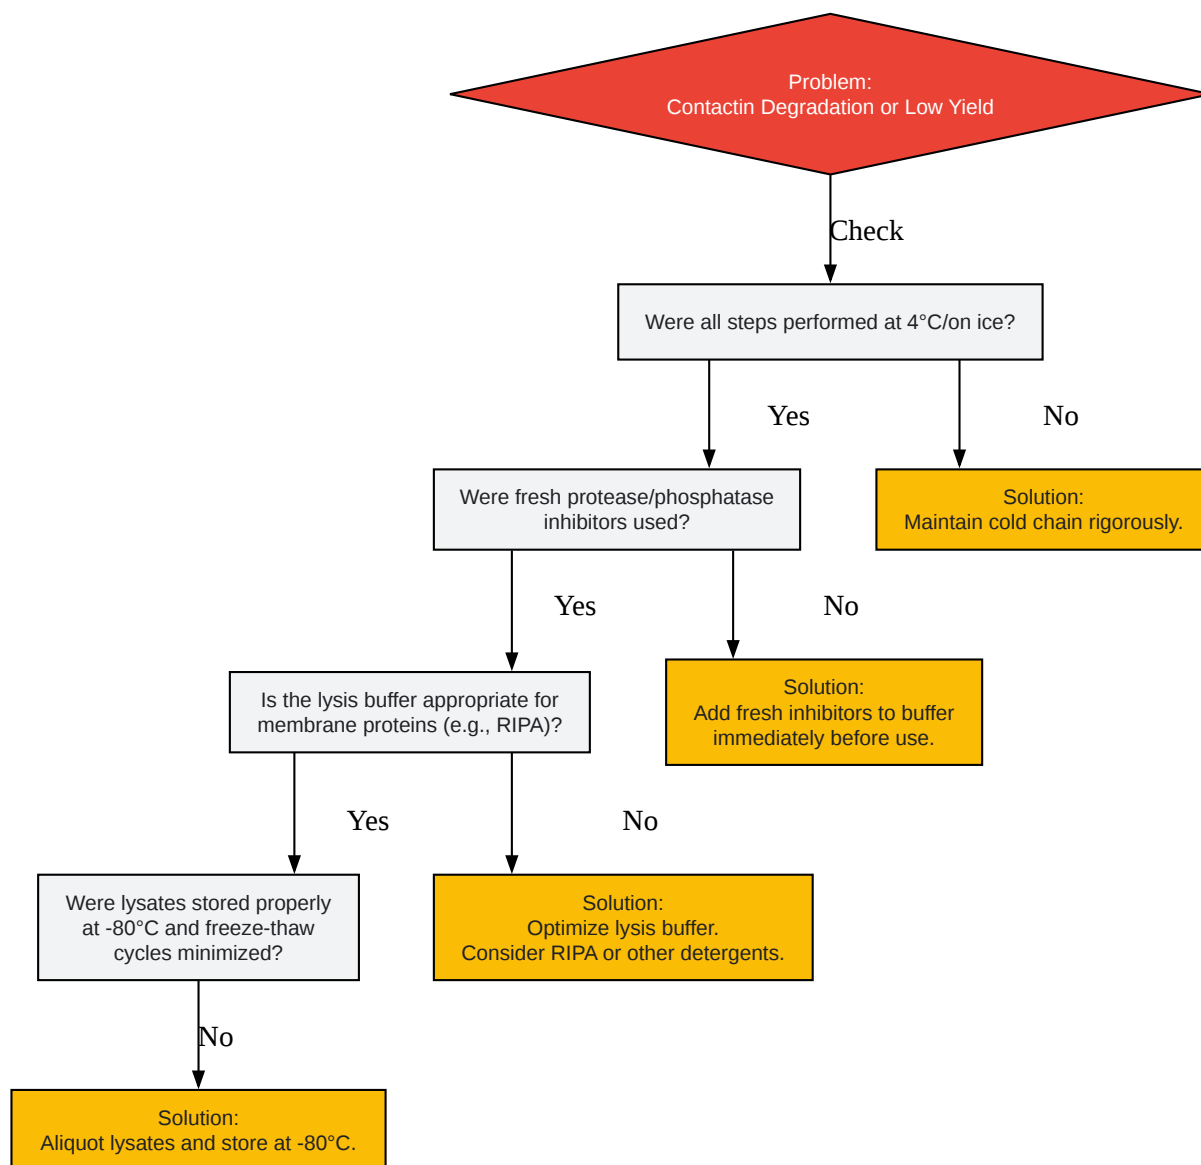 Problem:
Contactin Degradation or Low Yield
Check
Were all steps performed at 4°C/on ice?
Yes
No
Were fresh protease/phosphatase
inhibitors used?
Solution:
Maintain cold chain rigorously.
Yes
No
Is the lysis buffer appropriate for
membrane proteins (e.g., RIPA)?
Solution:
Add fresh inhibitors to buffer
immediately before use.
Yes
No
Were lysates stored properly
at -80°C and freeze-thaw
cycles minimized?
Solution:
Optimize lysis buffer.
Consider RIPA or other detergents.
No
Solution:
Aliquot lysates and store at -80°C.